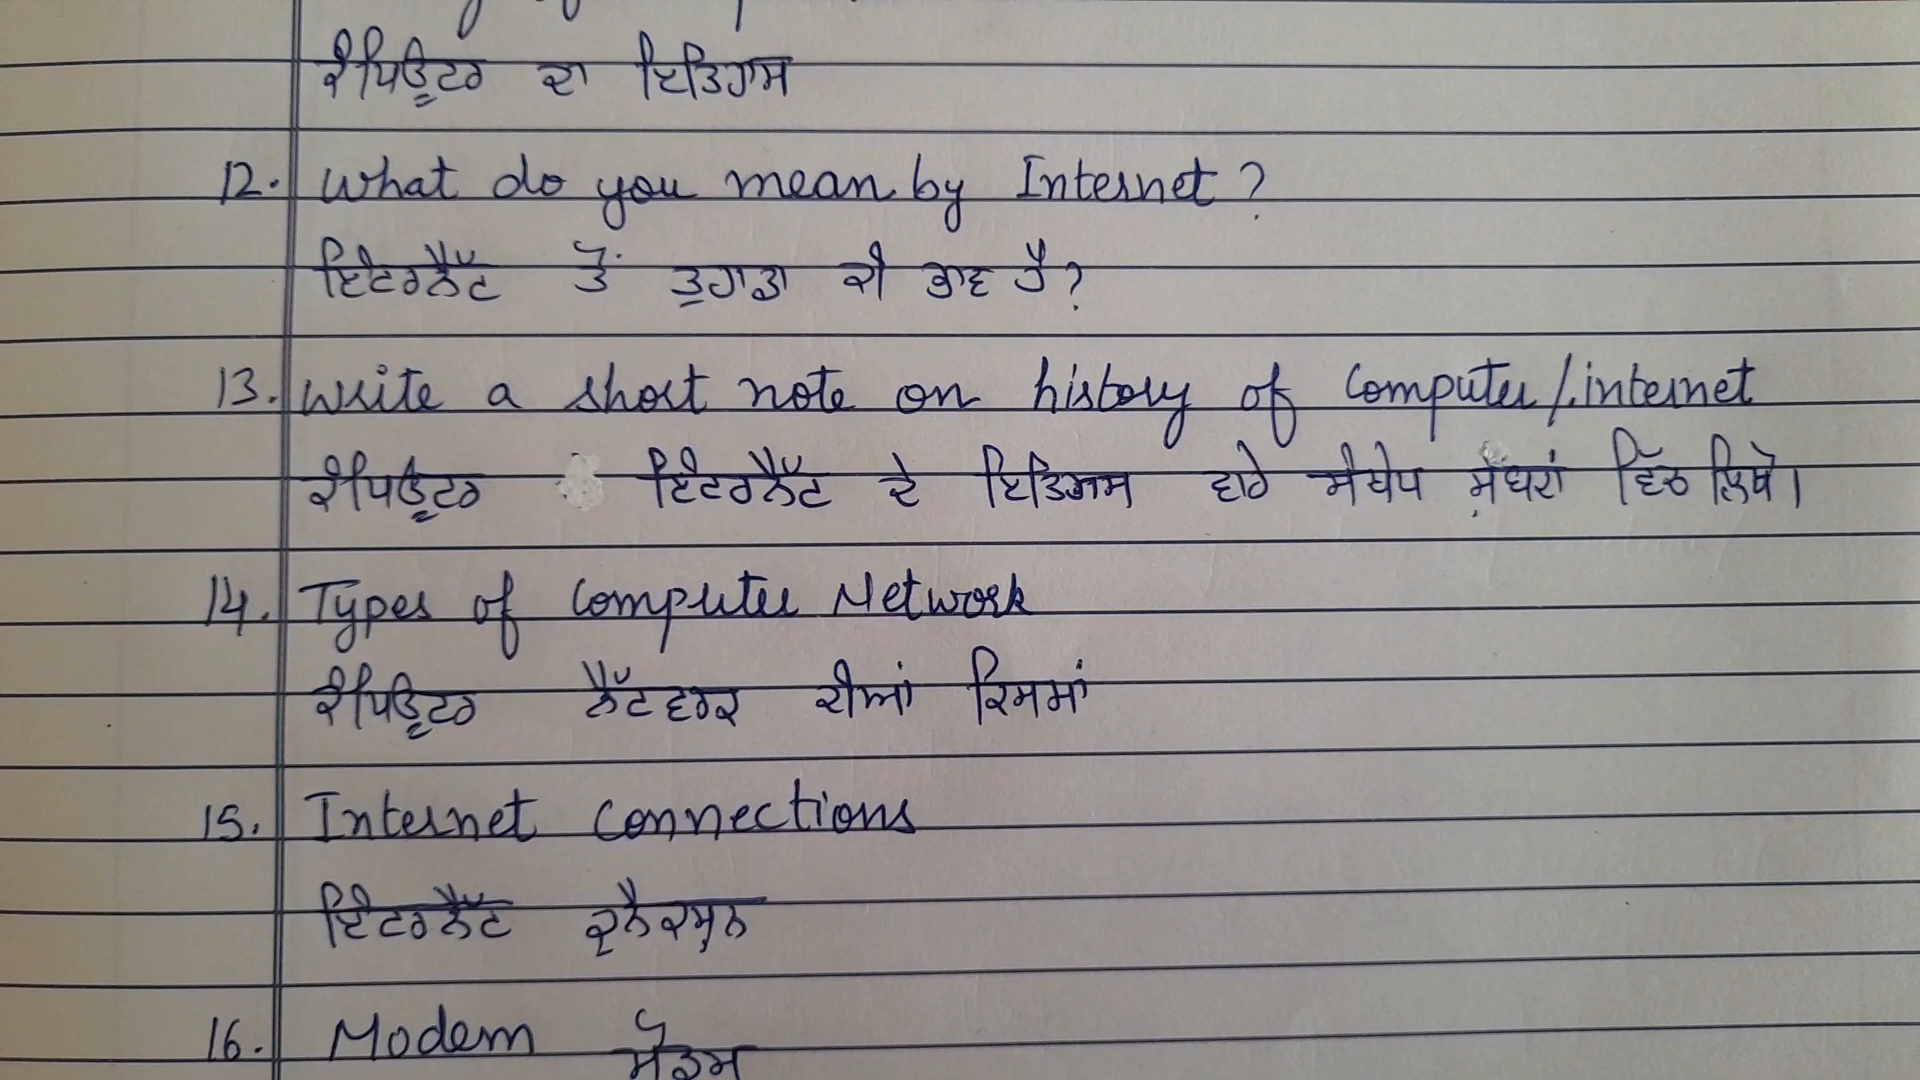 ਕੰਪਿਊਟਰ ਦਾ ਇਤਿਹਾਸ
12. What do you mean by Internet?
ਇੰਟਰਨੈੱਟ ਤੋਂ ਤੁਹਾਡਾ ਕੀ ਭਾਵ ਹੈ?
13. Write a short note on history of Computer/internet
ਕੰਪਿਊਟਰ ਇੰਟਰਨੈੱਟ ਦੇ ਇਤਿਹਾਸ ਵਾਰੇ ਸੰਖੇਪ ਸ਼ਬਦਾਂ ਵਿੱਚ ਲਿਖੋ।
14. Types of Computer Network
ਕੰਪਿਊਟਰ ਨੈੱਟਵਰਕ ਦੀਆਂ ਕਿਸਮਾਂ
15. Internet connections
ਇੰਟਰਨੈੱਟ ਕੁਨੈਕਸ਼ਨ
16. Modem ਮੋਡਮ